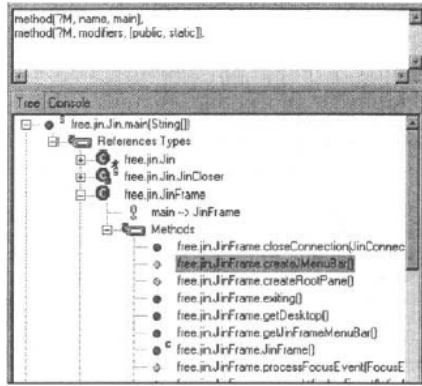 method(?M, name, main),
method(?M, modifiers, [public, static]).
Tree Console
S free.jin.Jin.main(String[])
References Types
free.jin.Jin
S free.jin.JinCloser
free.jin.JinFrame
main --> JinFrame
Methods
free.jin.JinFrame.closeConnection(JinConnec
free.jin.JinFrame.createJMenuBar()
free.jin.JinFrame.createRootPane()
free.jin.JinFrame.exiting()
free.jin.JinFrame.getDesktop()
free.jin.JinFrame.getJinFrameMenuBar()
C free.jin.JinFrame.JinFrame()
free.jin.JinFrame.processFocusEvent(FocusE